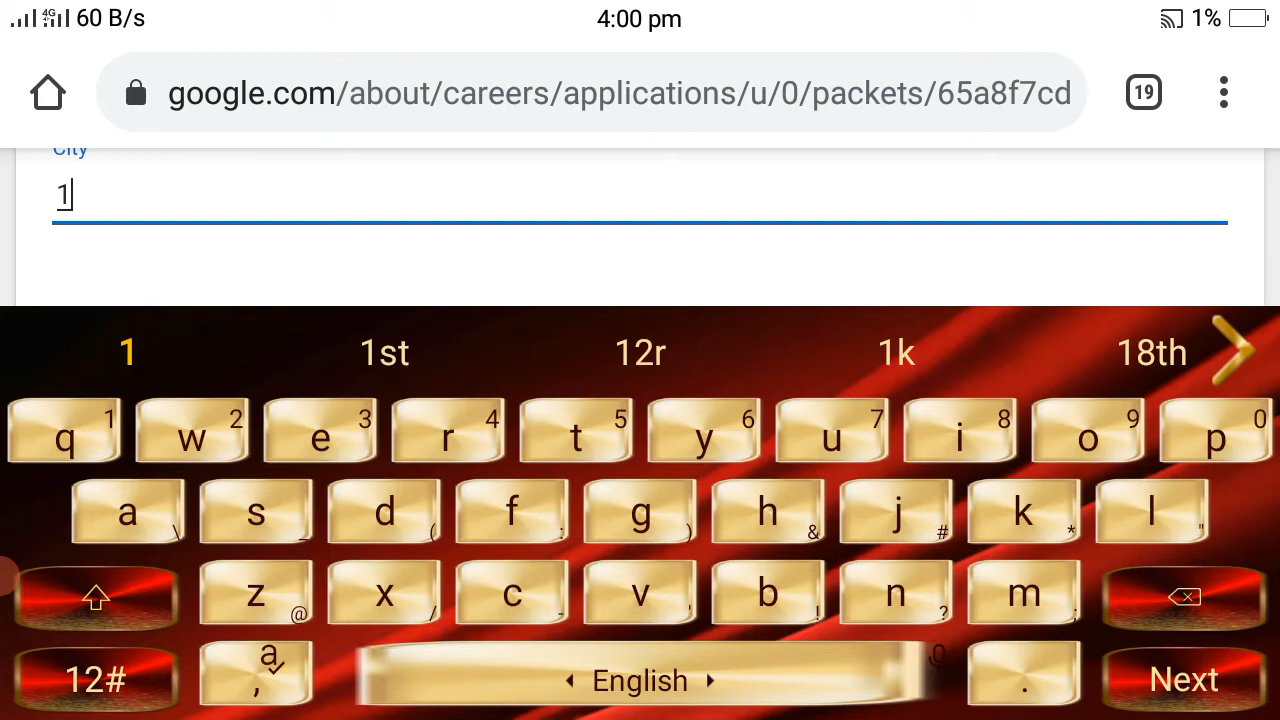 4G 60 B/s 4:00 pm 1%
google.com/about/careers/applications/u/0/packets/65a8f7cd 19
City
1
1 1st 12r 1k 18th
q 1 w 2 e 3 r 4 t 5 y 6 u 7 i 8 o 9 p 0
a \ s _ d ( f : g ) h & j # k * l "
z @ x / c - v ' b ! n ? m ;
12# , a English . Next